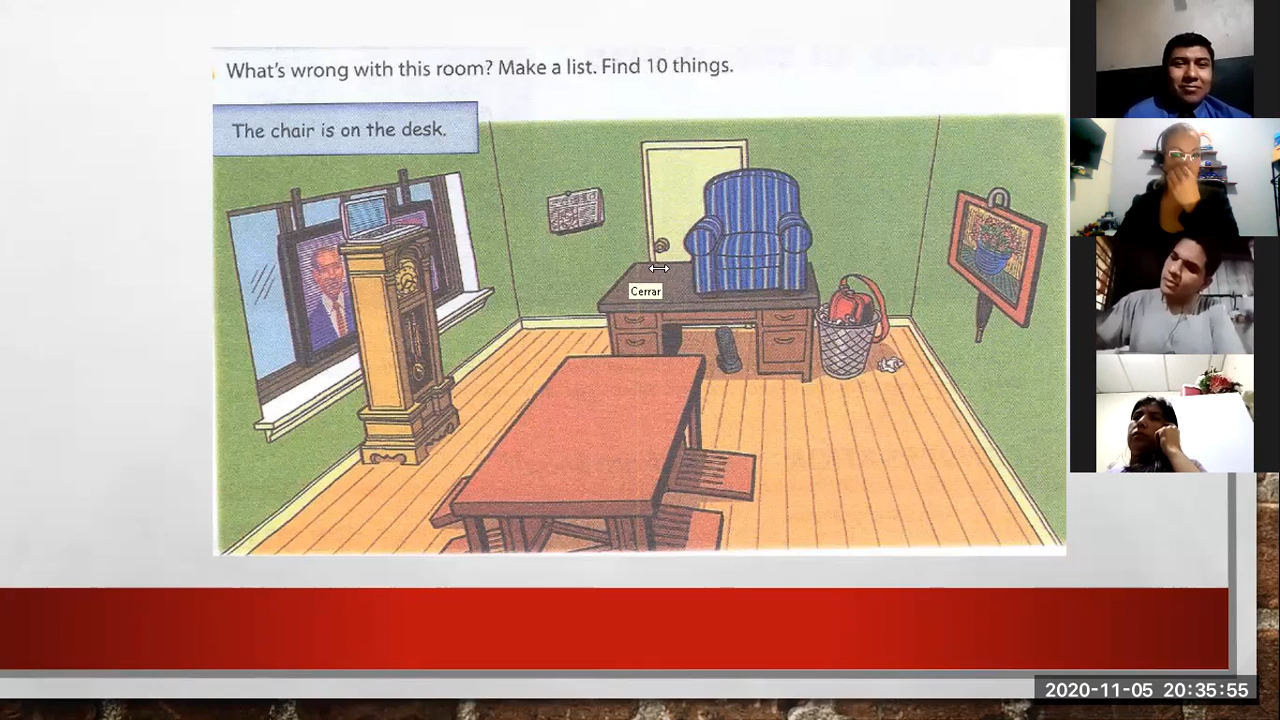 What's wrong with this room? Make a list. Find 10 things.
The chair is on the desk.
Cerrar
2020-11-05 20:35:55